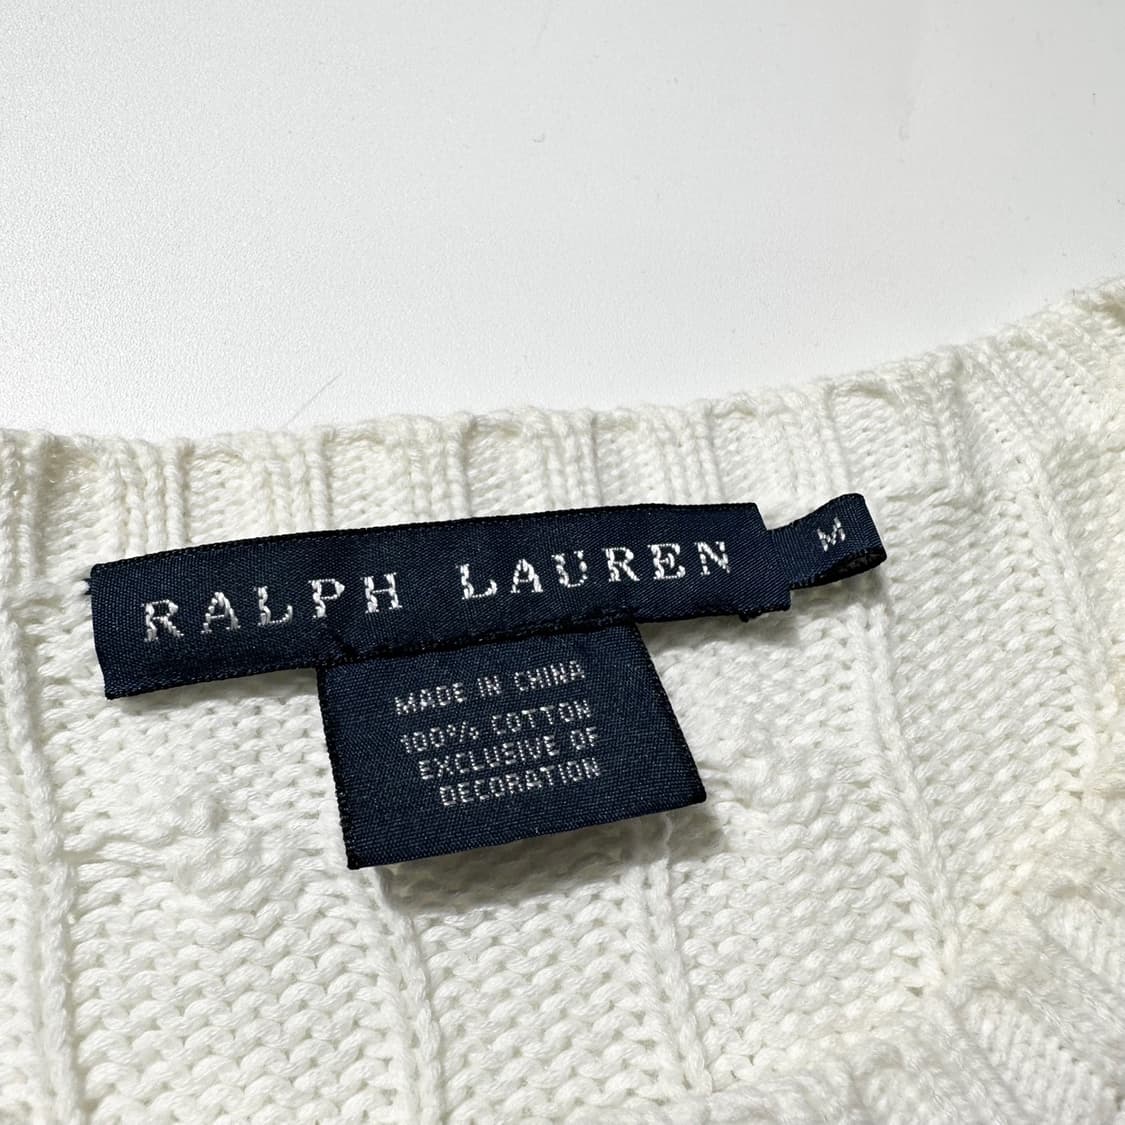 RALPH LAUREN
M
MADE IN CHINA
100% COTTON
EXCLUSIVE OF
DECORATION